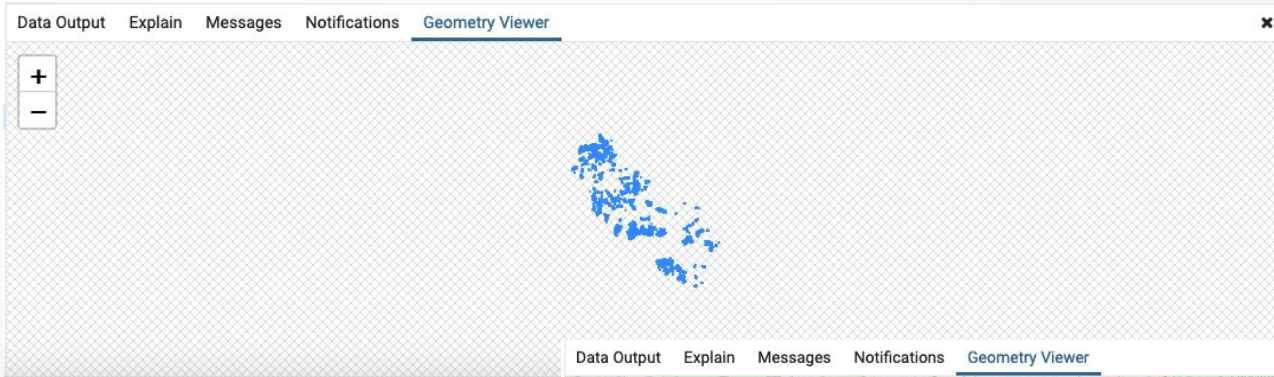 Data Output Explain Messages Notifications Geometry Viewer
+
−
Data Output Explain Messages Notifications Geometry Viewer